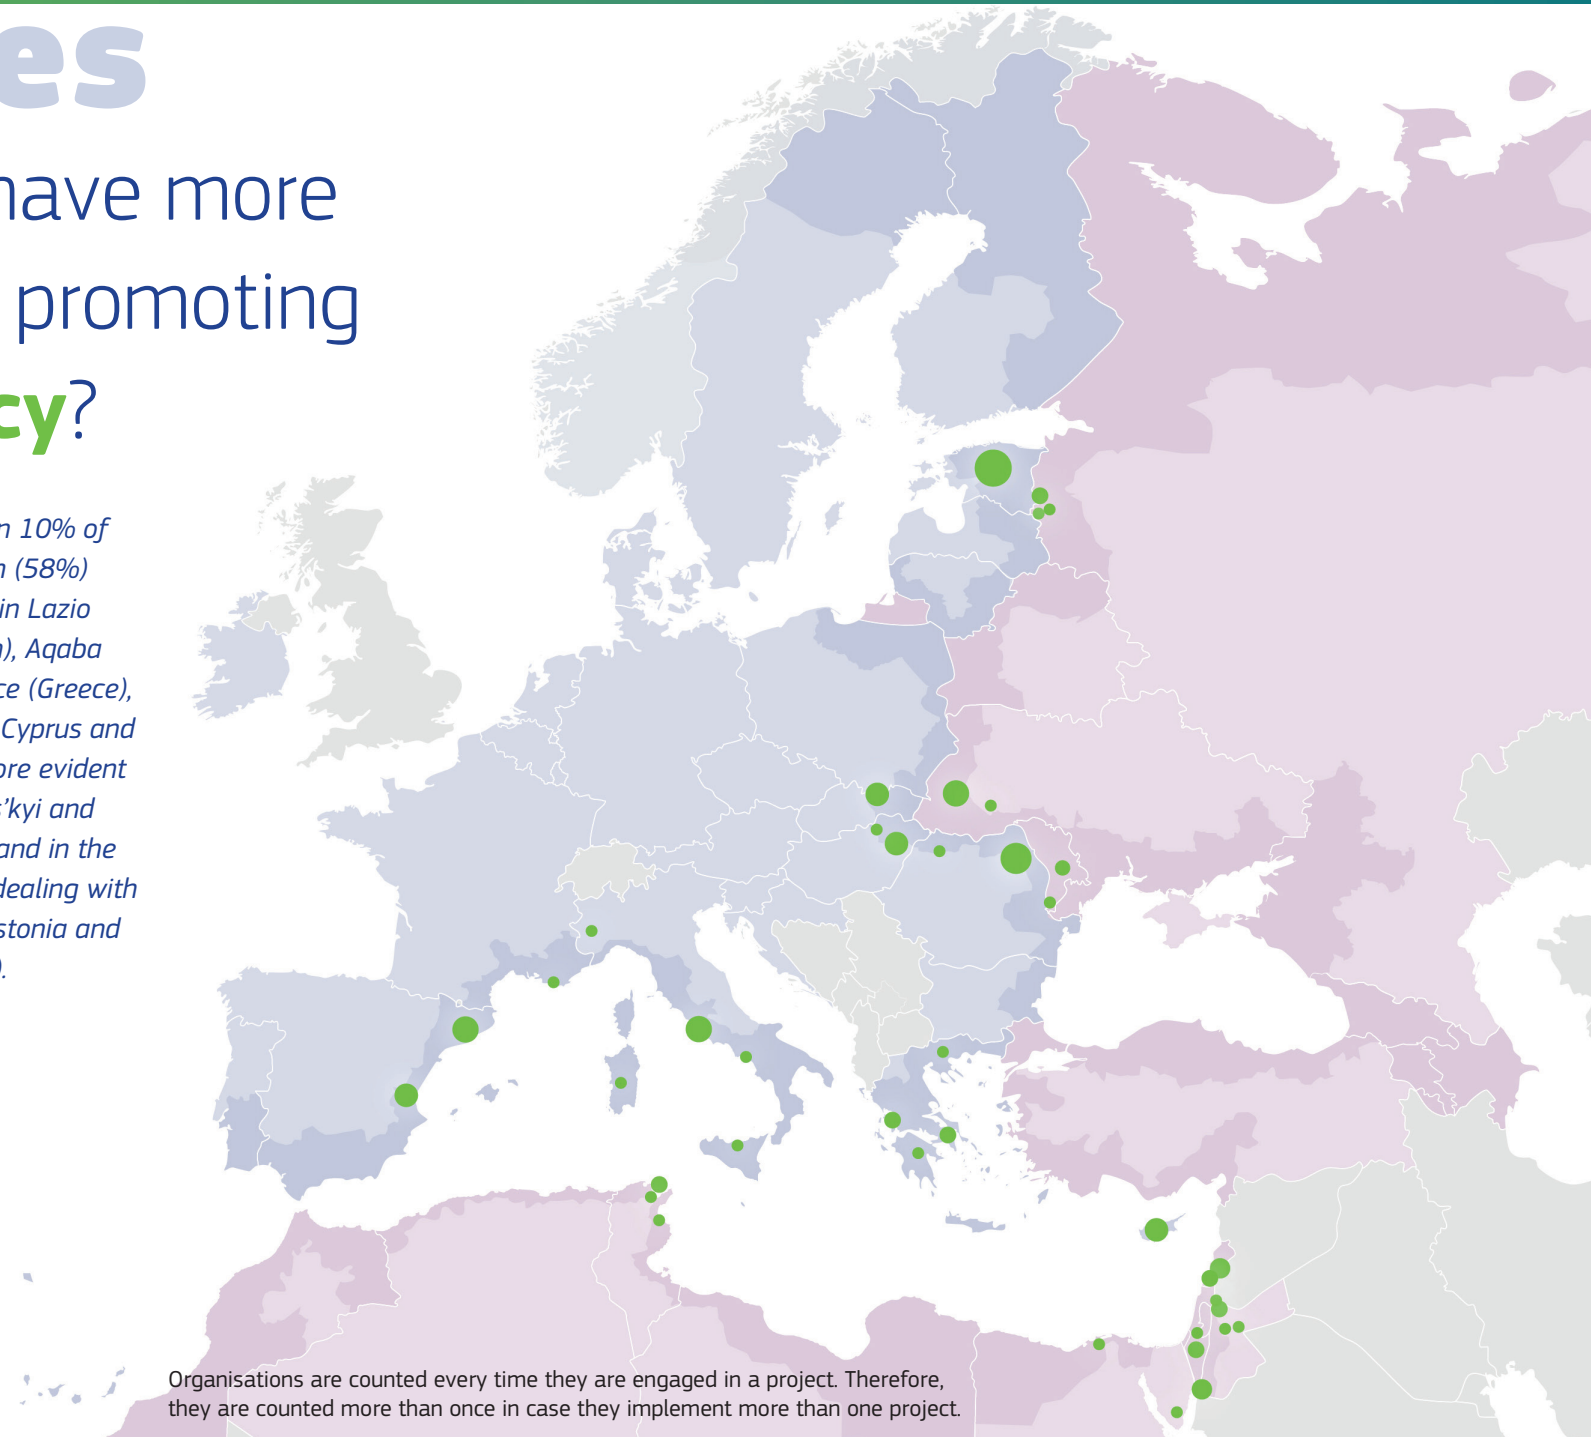 es
have more
promoting
cy?
n 10% of
n (58%)
in Lazio
n), Aqaba
ce (Greece),
Cyprus and
ore evident
s'kyi and
and in the
dealing with
stonia and
).
Organisations are counted every time they are engaged in a project. Therefore,
they are counted more than once in case they implement more than one project.